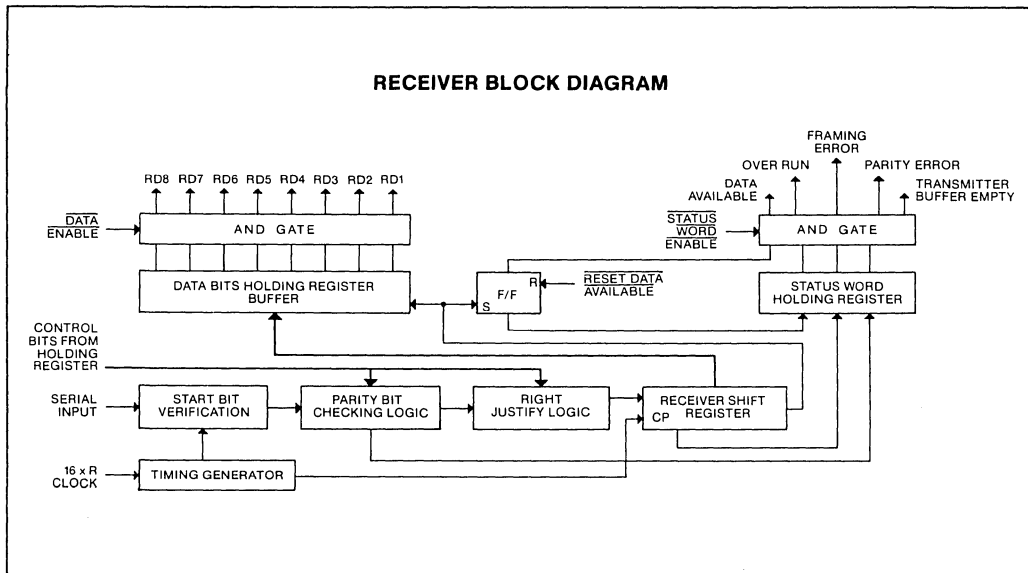 RECEIVER BLOCK DIAGRAM
FRAMING
ERROR
OVER RUN
PARITY ERROR
DATA
AVAILABLE
TRANSMITTER
BUFFER EMPTY
RD8 RD7 RD6 RD5 RD4 RD3 RD2 RD1
DATA
ENABLE
AND GATE
STATUS
WORD
ENABLE
AND GATE
DATA BITS HOLDING REGISTER
BUFFER
F/F
R
S
RESET DATA
AVAILABLE
STATUS WORD
HOLDING REGISTER
CONTROL
BITS FROM
HOLDING
REGISTER
SERIAL
INPUT
START BIT
VERIFICATION
PARITY BIT
CHECKING LOGIC
RIGHT
JUSTIFY LOGIC
RECEIVER SHIFT
REGISTER
CP
16 x R
CLOCK
TIMING GENERATOR